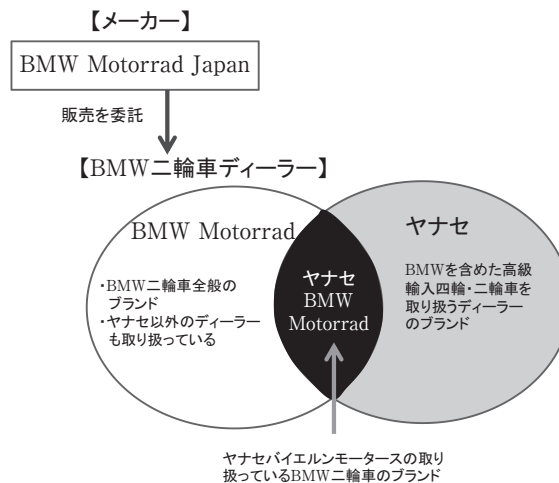 【メーカー】
BMW Motorrad Japan
販売を委託
【BMW二輪車ディーラー】
BMW Motorrad
・BMW二輪車全般の
ブランド
・ヤナセ以外のディーラー
も取り扱っている
ヤナセ
BMW
Motorrad
ヤナセ
BMWを含めた高級
輸入四輪・二輪車を
取り扱うディーラー
のブランド
ヤナセバイエルンモータースの取り
扱っているBMW二輪車のブランド